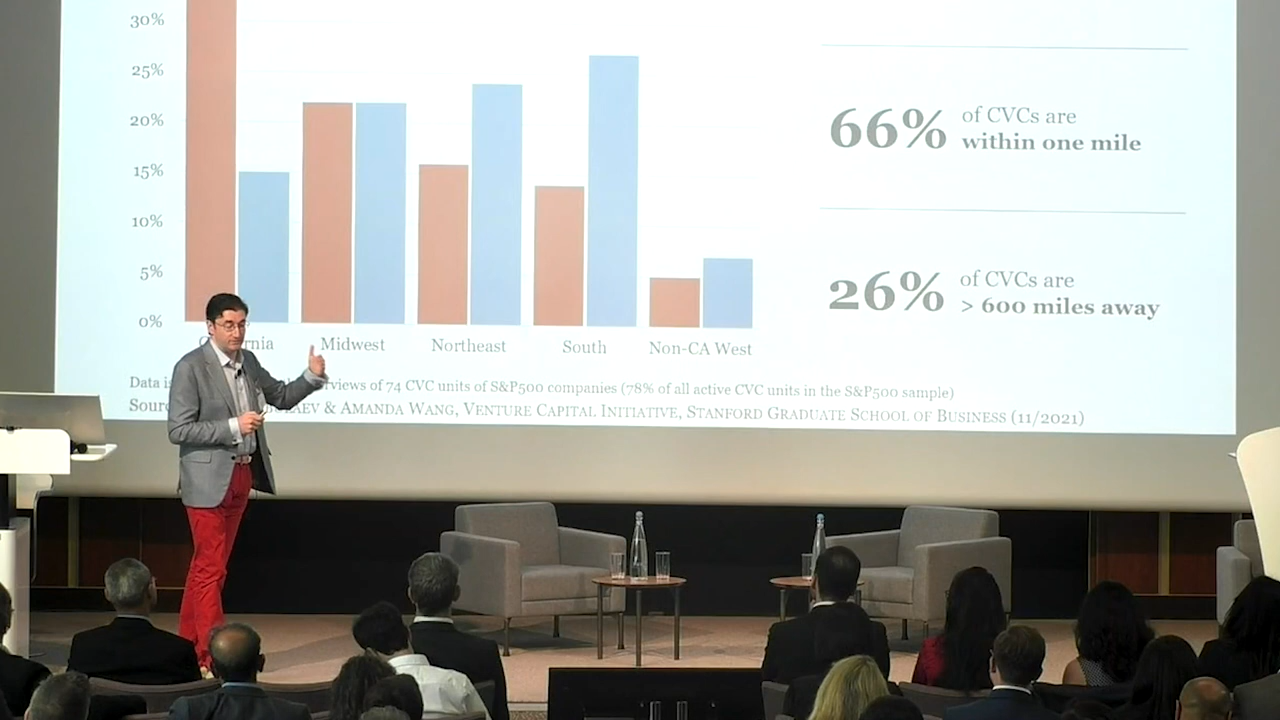 30%
25%
20%
15%
10%
5%
0%
Midwest
Northeast
South
Non-CA West
66%
of CVCs are
within one mile
26%
of CVCs are
> 600 miles away
Data is of 74 CVC units of S&P500 companies (78% of all active CVC units in the S&P500 sample)
& AMANDA WANG, VENTURE CAPITAL INITIATIVE, STANFORD GRADUATE SCHOOL OF BUSINESS (11/2021)